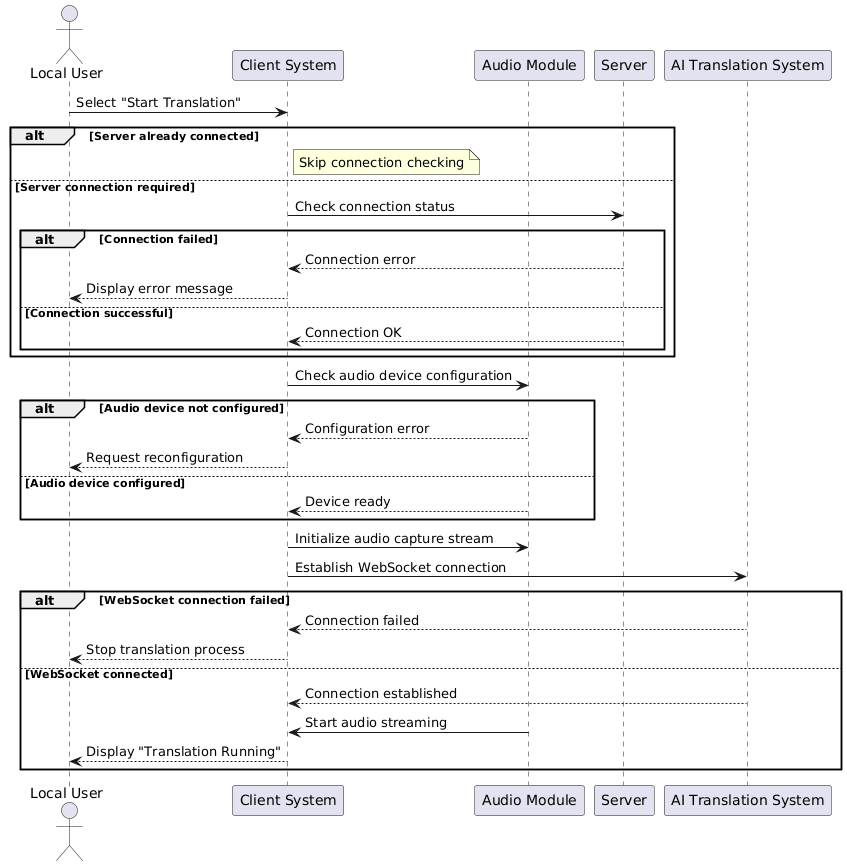 Local User
Client System
Audio Module
Server
AI Translation System
Select "Start Translation"
alt
[Server already connected]
Skip connection checking
[Server connection required]
Check connection status
alt
[Connection failed]
Connection error
Display error message
[Connection successful]
Connection OK
Check audio device configuration
alt
[Audio device not configured]
Configuration error
Request reconfiguration
[Audio device configured]
Device ready
Initialize audio capture stream
Establish WebSocket connection
alt
[WebSocket connection failed]
Connection failed
Stop translation process
[WebSocket connected]
Connection established
Start audio streaming
Display "Translation Running"
Local User
Client System
Audio Module
Server
AI Translation System